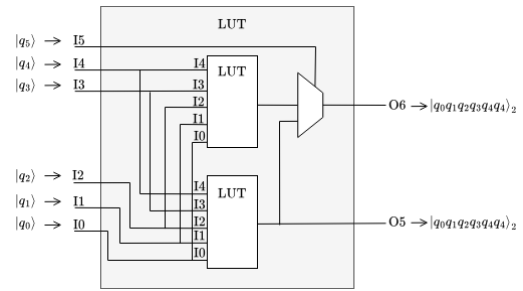 LUT
|q₅⟩ → I5
|q₄⟩ → I4
|q₃⟩ → I3
I4 LUT
I3
I2
I1
I0
O6 → |q₀q₁q₂q₃q₄q₄⟩₂
|q₂⟩ → I2
|q₁⟩ → I1
|q₀⟩ → I0
I4 LUT
I3
I2
I1
I0
O5 → |q₀q₁q₂q₃q₄q₄⟩₂